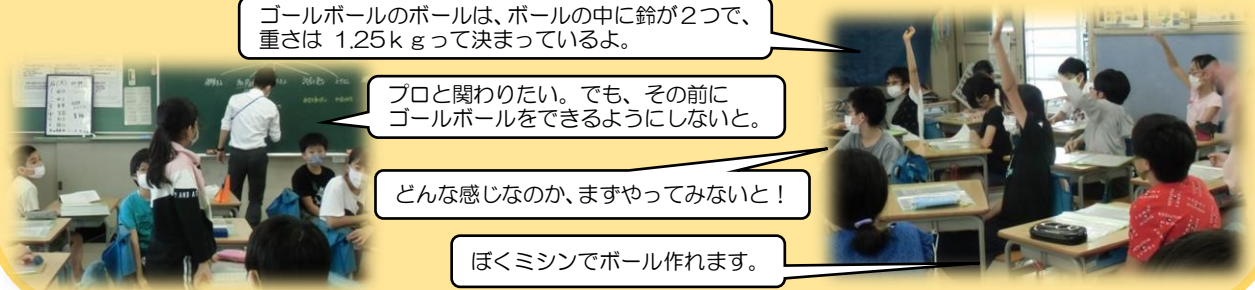 ゴールボールのボールは、ボールの中に鈴が２つで、
重さは 1.25ｋｇって決まっているよ。
プロと関わりたい。でも、その前に
ゴールボールをできるようにしないと。
どんな感じなのか、まずやってみないと！
ぼくミシンでボール作れます。